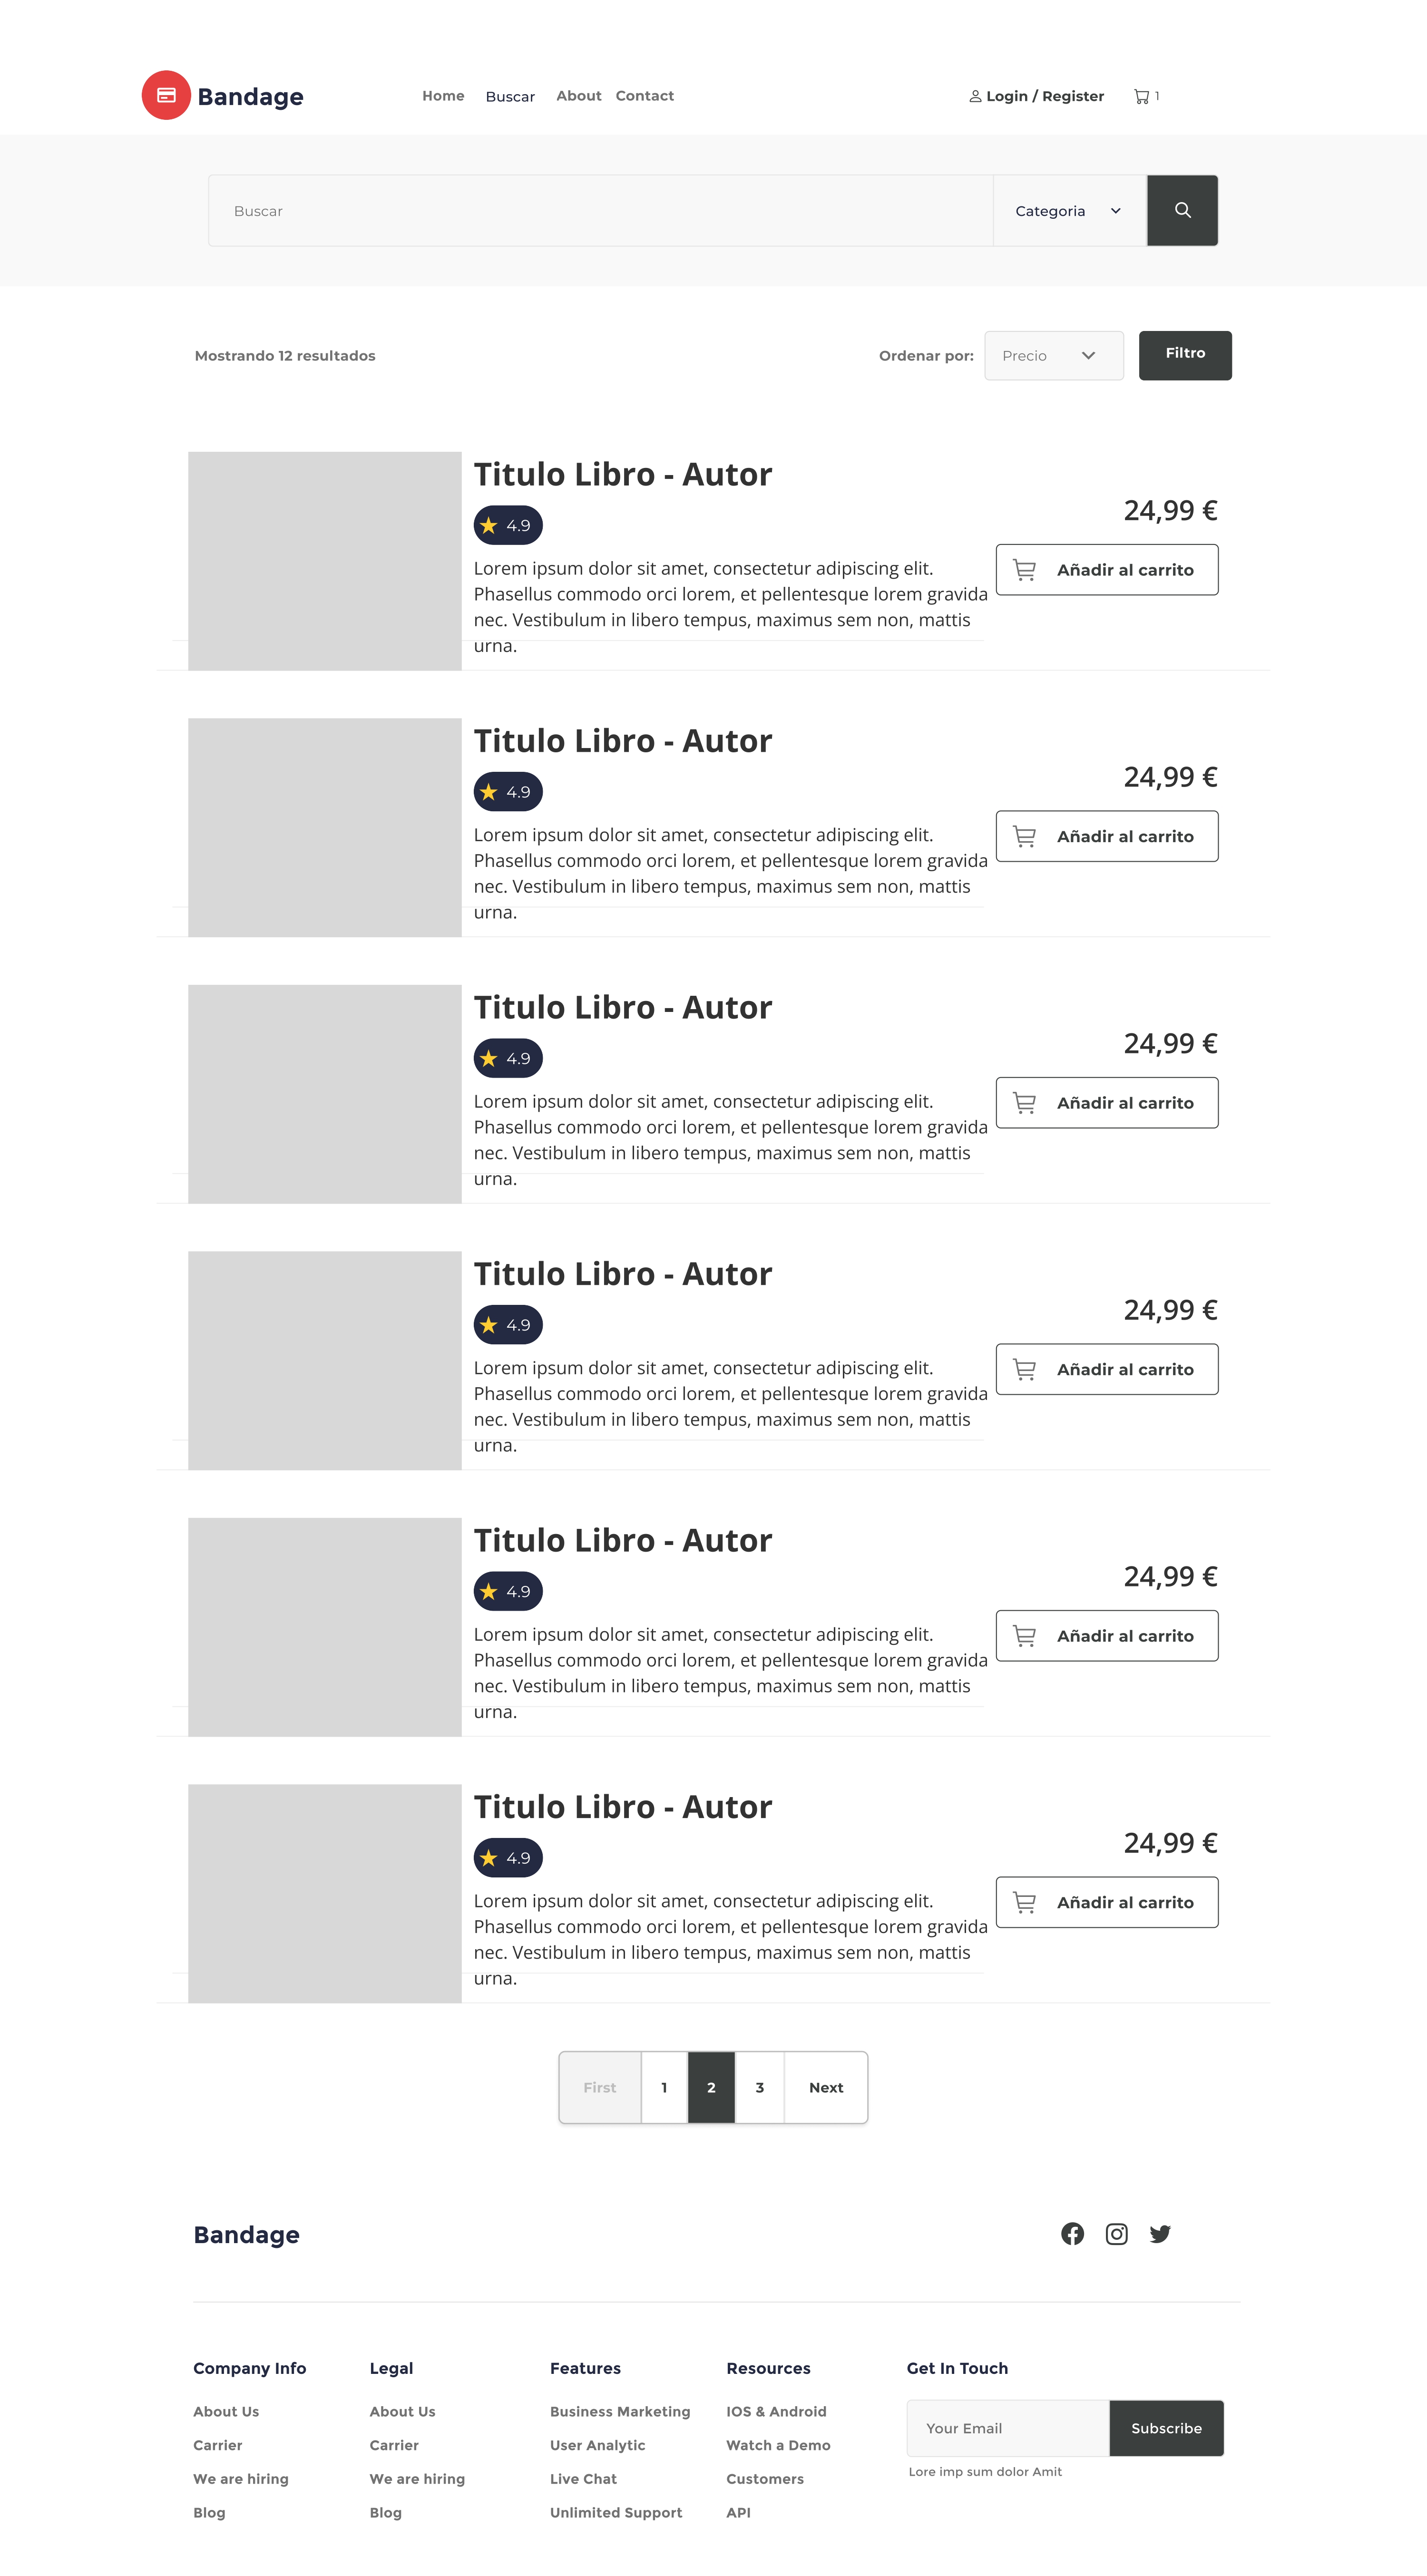 Bandage
Home Buscar About Contact
Login / Register 1
Buscar
Categoria
Mostrando 12 resultados
Ordenar por: Precio Filtro
Titulo Libro - Autor
4.9
Lorem ipsum dolor sit amet, consectetur adipiscing elit.
Phasellus commodo orci lorem, et pellentesque lorem gravida
nec. Vestibulum in libero tempus, maximus sem non, mattis
urna.
24,99 €
Añadir al carrito
Titulo Libro - Autor
4.9
Lorem ipsum dolor sit amet, consectetur adipiscing elit.
Phasellus commodo orci lorem, et pellentesque lorem gravida
nec. Vestibulum in libero tempus, maximus sem non, mattis
urna.
24,99 €
Añadir al carrito
Titulo Libro - Autor
4.9
Lorem ipsum dolor sit amet, consectetur adipiscing elit.
Phasellus commodo orci lorem, et pellentesque lorem gravida
nec. Vestibulum in libero tempus, maximus sem non, mattis
urna.
24,99 €
Añadir al carrito
Titulo Libro - Autor
4.9
Lorem ipsum dolor sit amet, consectetur adipiscing elit.
Phasellus commodo orci lorem, et pellentesque lorem gravida
nec. Vestibulum in libero tempus, maximus sem non, mattis
urna.
24,99 €
Añadir al carrito
Titulo Libro - Autor
4.9
Lorem ipsum dolor sit amet, consectetur adipiscing elit.
Phasellus commodo orci lorem, et pellentesque lorem gravida
nec. Vestibulum in libero tempus, maximus sem non, mattis
urna.
24,99 €
Añadir al carrito
Titulo Libro - Autor
4.9
Lorem ipsum dolor sit amet, consectetur adipiscing elit.
Phasellus commodo orci lorem, et pellentesque lorem gravida
nec. Vestibulum in libero tempus, maximus sem non, mattis
urna.
24,99 €
Añadir al carrito
First 1 2 3 Next
Bandage
Company Info
About Us
Carrier
We are hiring
Blog
Legal
About Us
Carrier
We are hiring
Blog
Features
Business Marketing
User Analytic
Live Chat
Unlimited Support
Resources
IOS & Android
Watch a Demo
Customers
API
Get In Touch
Your Email Subscribe
Lore imp sum dolor Amit